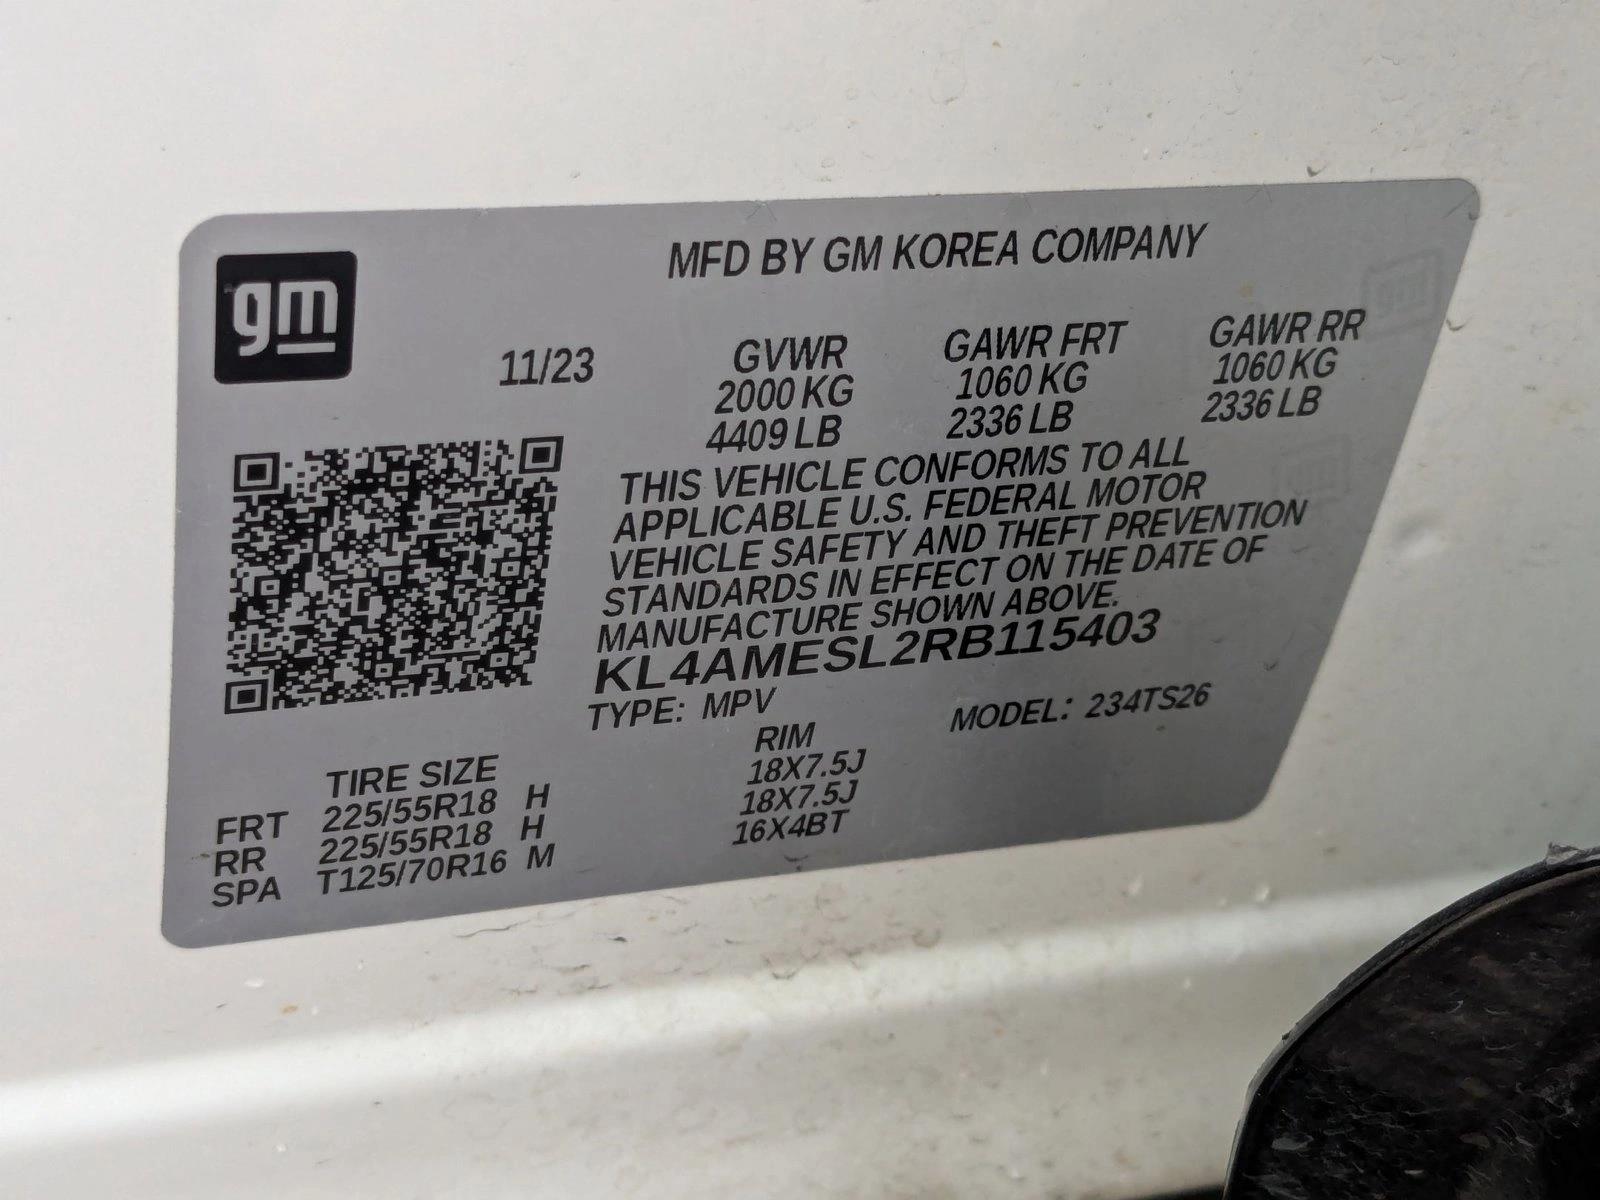 gm
MFD BY GM KOREA COMPANY
11/23 GVWR GAWR FRT GAWR RR
2000 KG 1060 KG 1060 KG
4409 LB 2336 LB 2336 LB
THIS VEHICLE CONFORMS TO ALL
APPLICABLE U.S. FEDERAL MOTOR
VEHICLE SAFETY AND THEFT PREVENTION
STANDARDS IN EFFECT ON THE DATE OF
MANUFACTURE SHOWN ABOVE.
KL4AMESL2RB115403
TYPE: MPV MODEL: 234TS26
TIRE SIZE RIM
FRT 225/55R18 H 18X7.5J
RR 225/55R18 H 18X7.5J
SPA T125/70R16 M 16X4BT